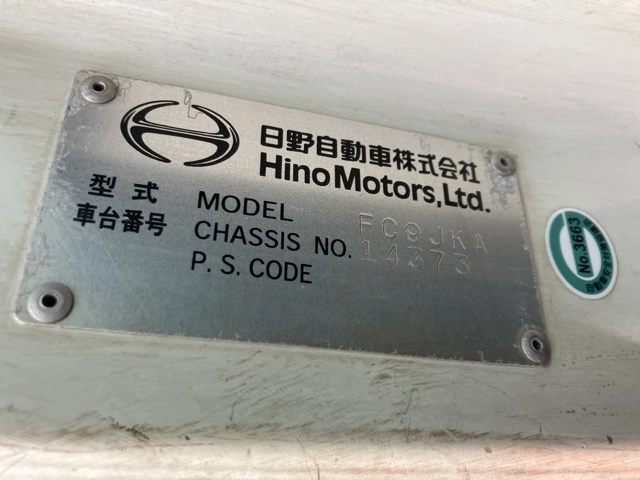 日野自動車株式会社
Hino Motors, Ltd.
型式 MODEL FC9JKA
車台番号 CHASSIS NO. 14373
P. S. CODE
No.3663